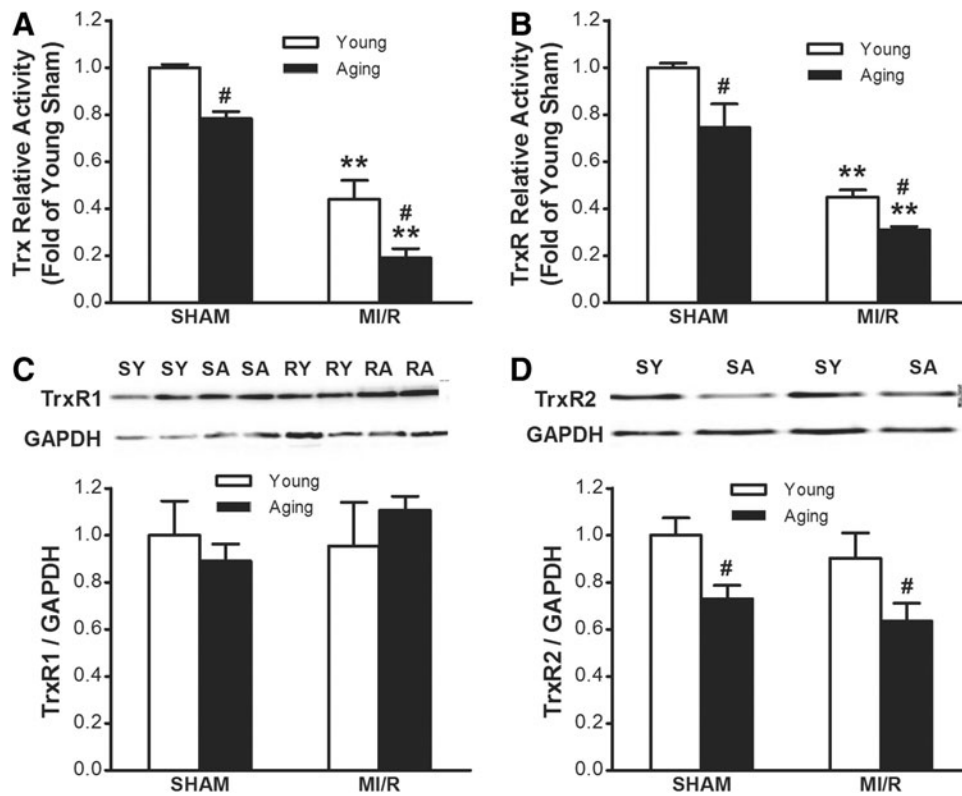 A
Trx Relative Activity
(Fold of Young Sham)
1.2
1.0
0.8
0.6
0.4
0.2
0.0
Young
Aging
#
**
#
**
SHAM MI/R
B
TrxR Relative Activity
(Fold of Young Sham)
1.2
1.0
0.8
0.6
0.4
0.2
0.0
Young
Aging
#
**
#
**
SHAM MI/R
C
SY SY SA SA RY RY RA RA
TrxR1
GAPDH
TrxR1 / GAPDH
1.2
1.0
0.8
0.6
0.4
0.2
0.0
Young
Aging
SHAM MI/R
D
SY SA SY SA
TrxR2
GAPDH
TrxR2 / GAPDH
1.2
1.0
0.8
0.6
0.4
0.2
0.0
Young
Aging
#
#
SHAM MI/R